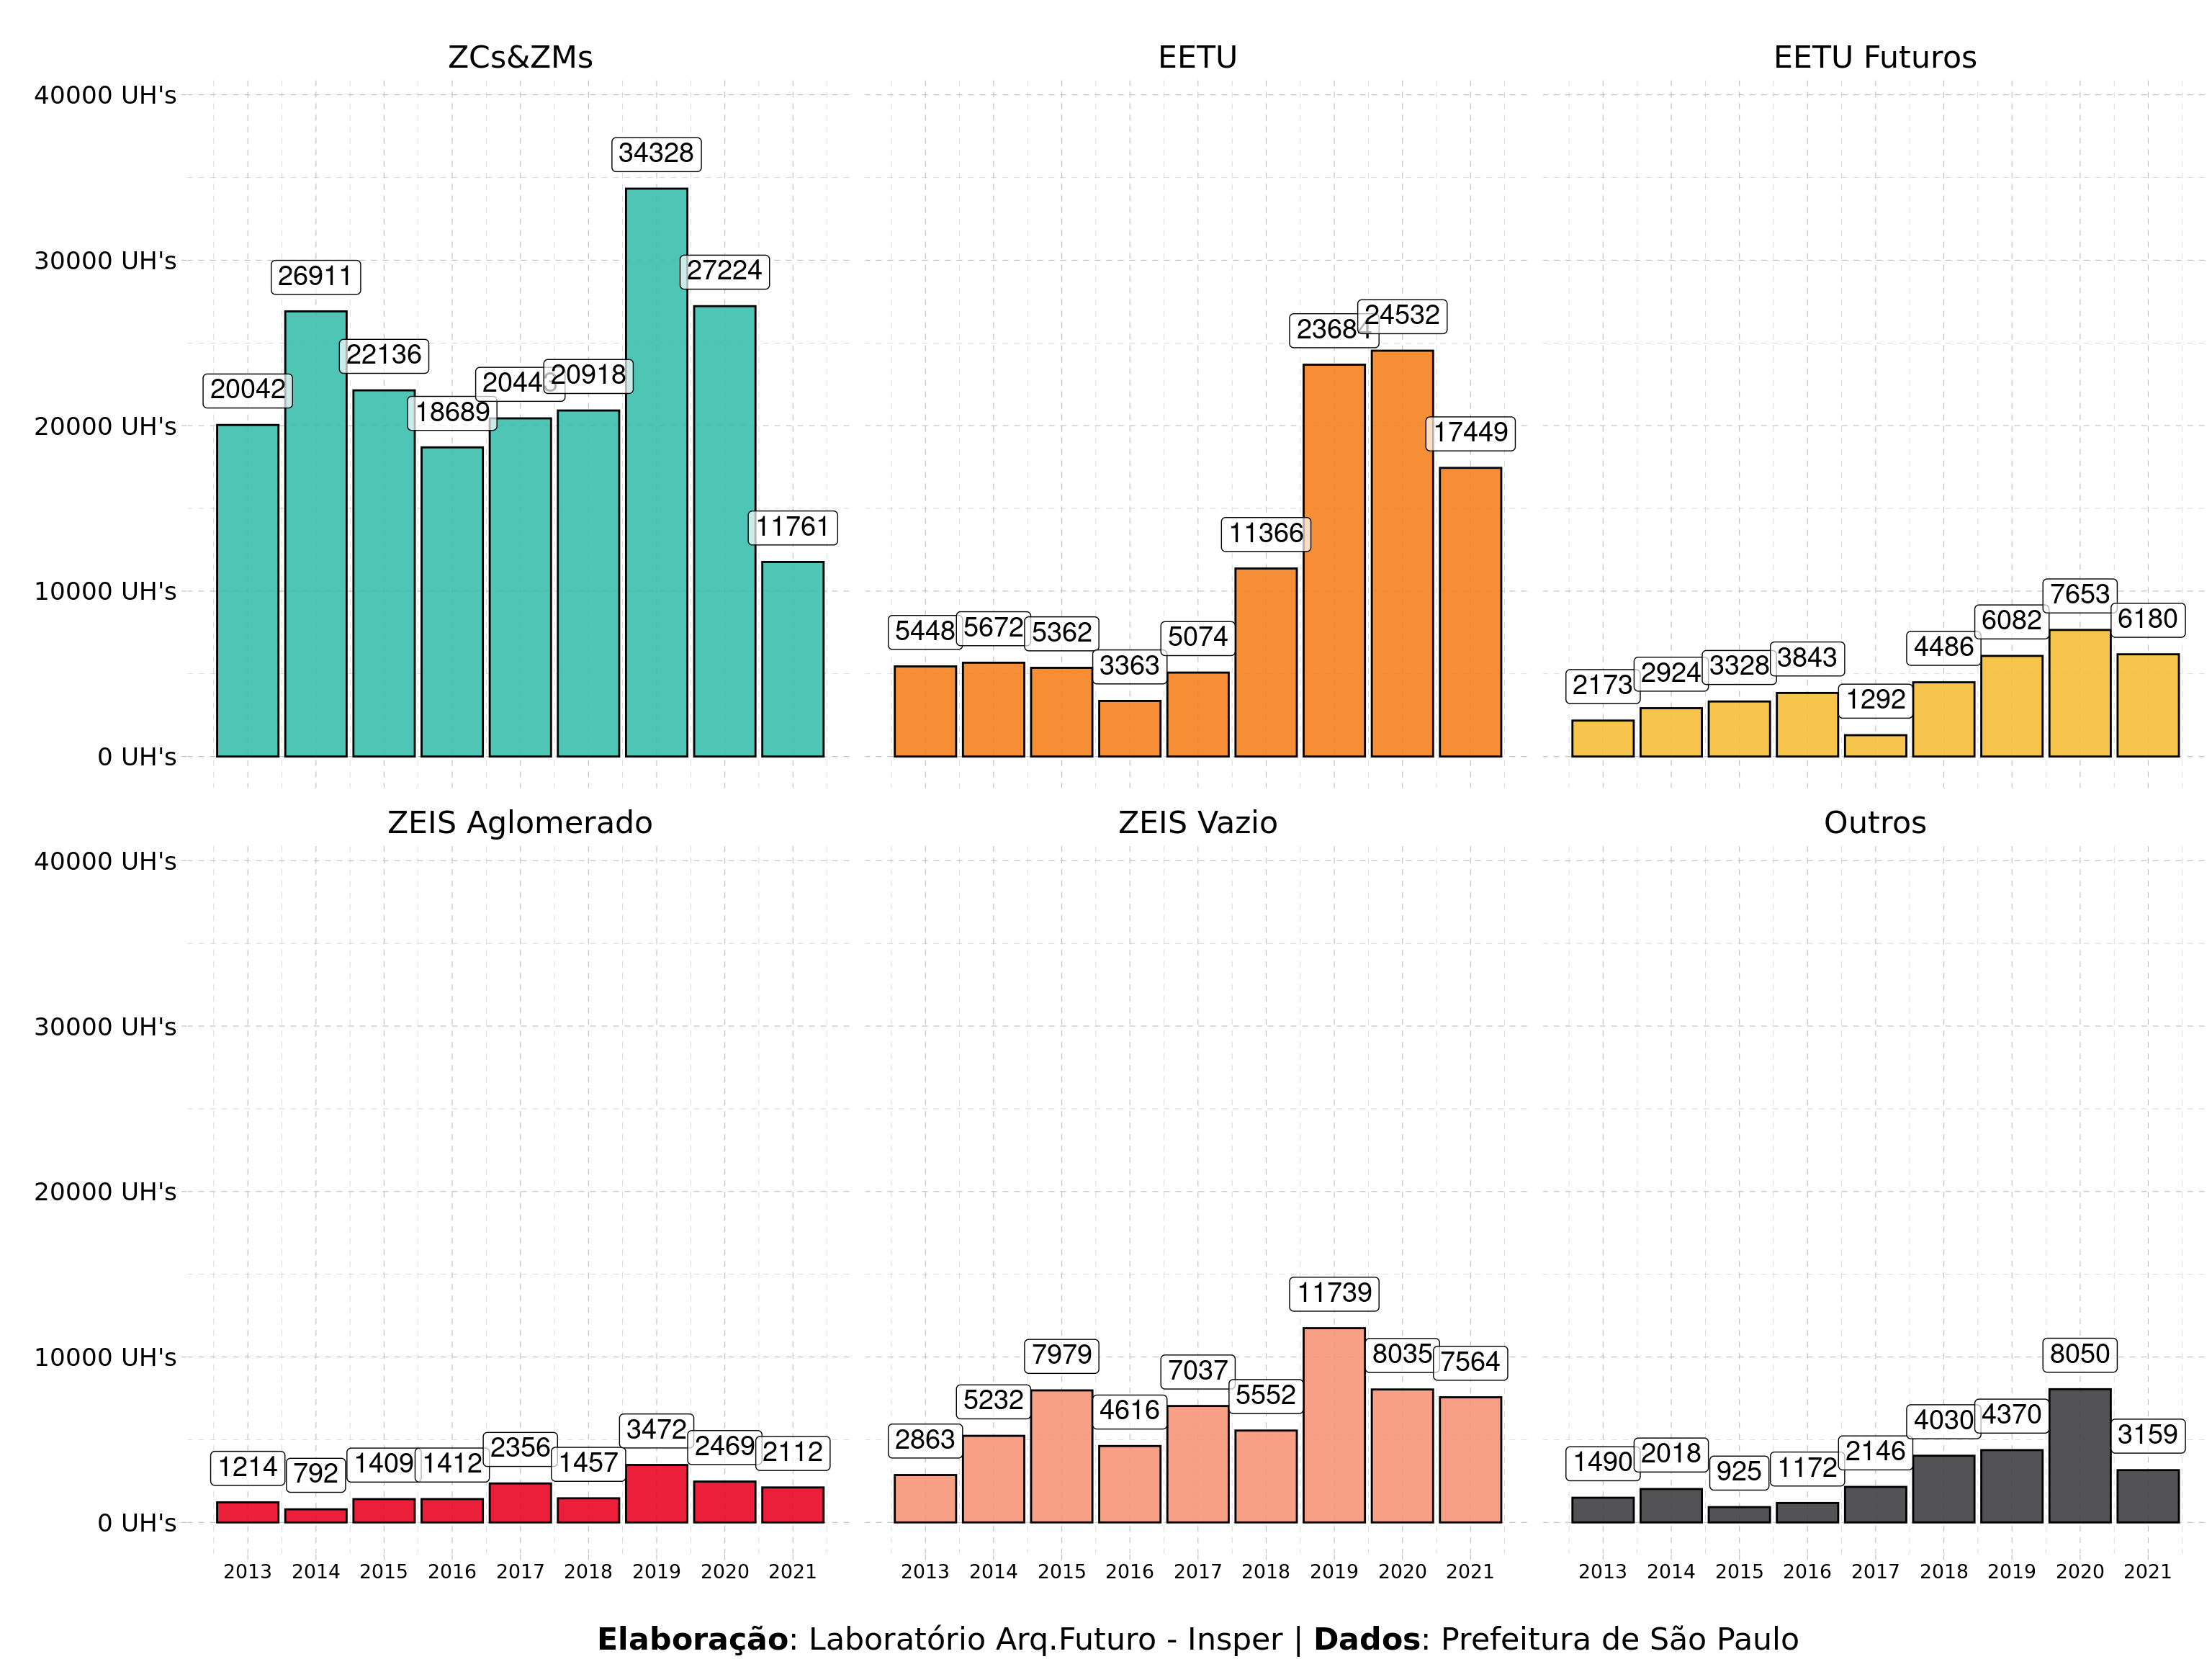 ZCs&ZMs EETU EETU Futuros
40000 UH's
34328
30000 UH's
26911 27224 23684 24532
22136 20918
20042 18689
20000 UH's
17449
11761 11366
10000 UH's
5448 5672 5362 3363 5074
2173 2924 3328 3843 1292 4486 6082 7653 6180
0 UH's
ZEIS Aglomerado ZEIS Vazio Outros
40000 UH's
30000 UH's
20000 UH's
10000 UH's
1214 792 1409 1412 2356 1457 3472 2469 2112
2863 5232 7979 4616 7037 5552 11739 8035 7564
1490 2018 925 1172 2146 4030 4370 8050 3159
0 UH's
2013 2014 2015 2016 2017 2018 2019 2020 2021 2013 2014 2015 2016 2017 2018 2019 2020 2021 2013 2014 2015 2016 2017 2018 2019 2020 2021
Elaboração: Laboratório Arq.Futuro - Insper | Dados: Prefeitura de São Paulo